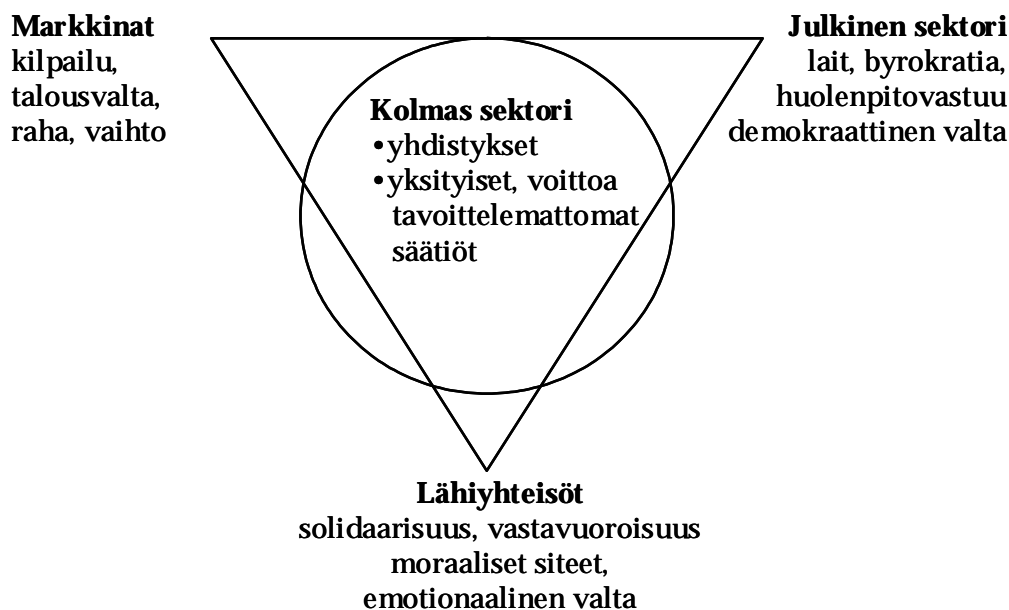 Markkinat
kilpailu,
talousvalta,
raha, vaihto
Julkinen sektori
lait, byrokratia,
huolenpitovastuu
demokraattinen valta
Kolmas sektori
•yhdistykset
•yksityiset, voittoa
tavoittelemattomat
säätiöt
Lähiyhteisöt
solidaarisuus, vastavuoroisuus
moraaliset siteet,
emotionaalinen valta